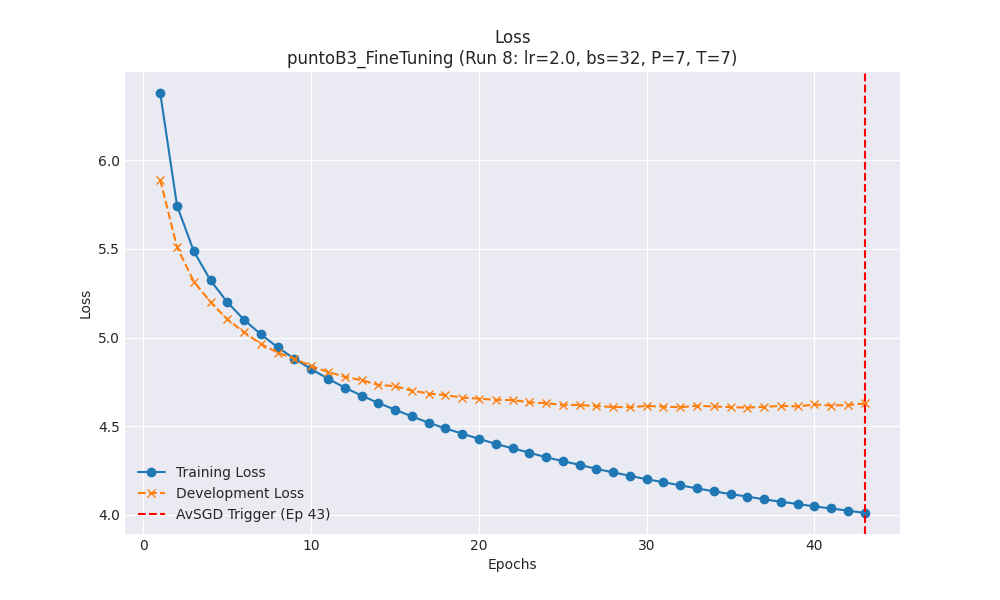 Loss
puntoB3_FineTuning (Run 8: lr=2.0, bs=32, P=7, T=7)
Loss
6.0
5.5
5.0
4.5
4.0
Training Loss
Development Loss
AvSGD Trigger (Ep 43)
0 10 20 30 40
Epochs